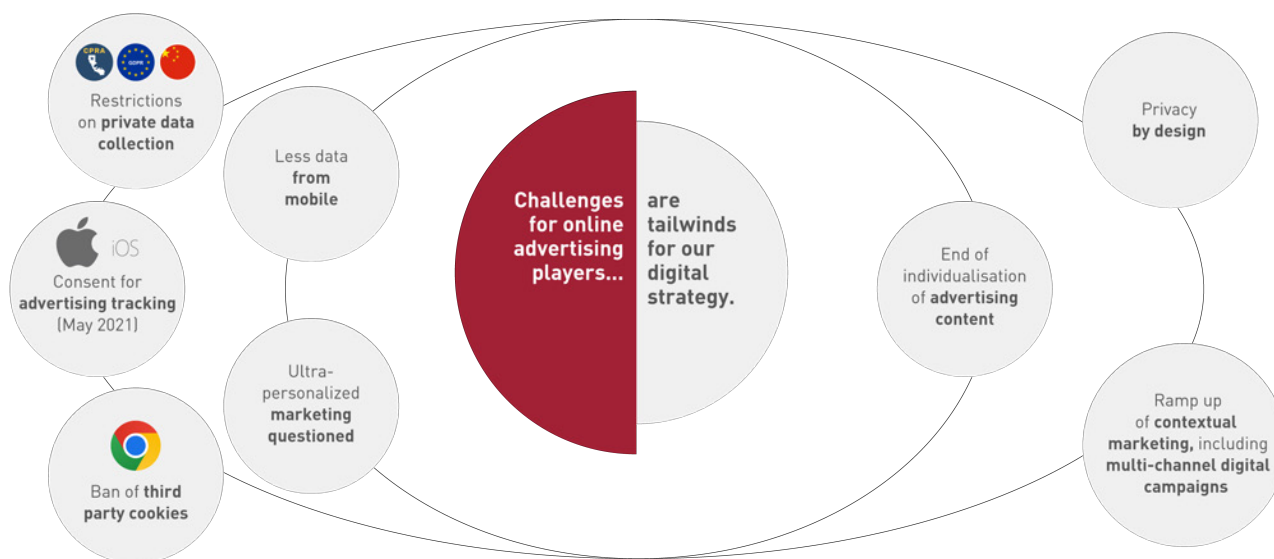 CPRA
GDPR
Restrictions
on private data
collection
Less data
from
mobile
iOS
Consent for
advertising tracking
(May 2021)
Ultra-
personalized
marketing
questioned
Ban of third
party cookies
Challenges
for online
advertising
players...
are
tailwinds
for our
digital
strategy.
End of
individualisation
of advertising
content
Privacy
by design
Ramp up
of contextual
marketing, including
multi-channel digital
campaigns